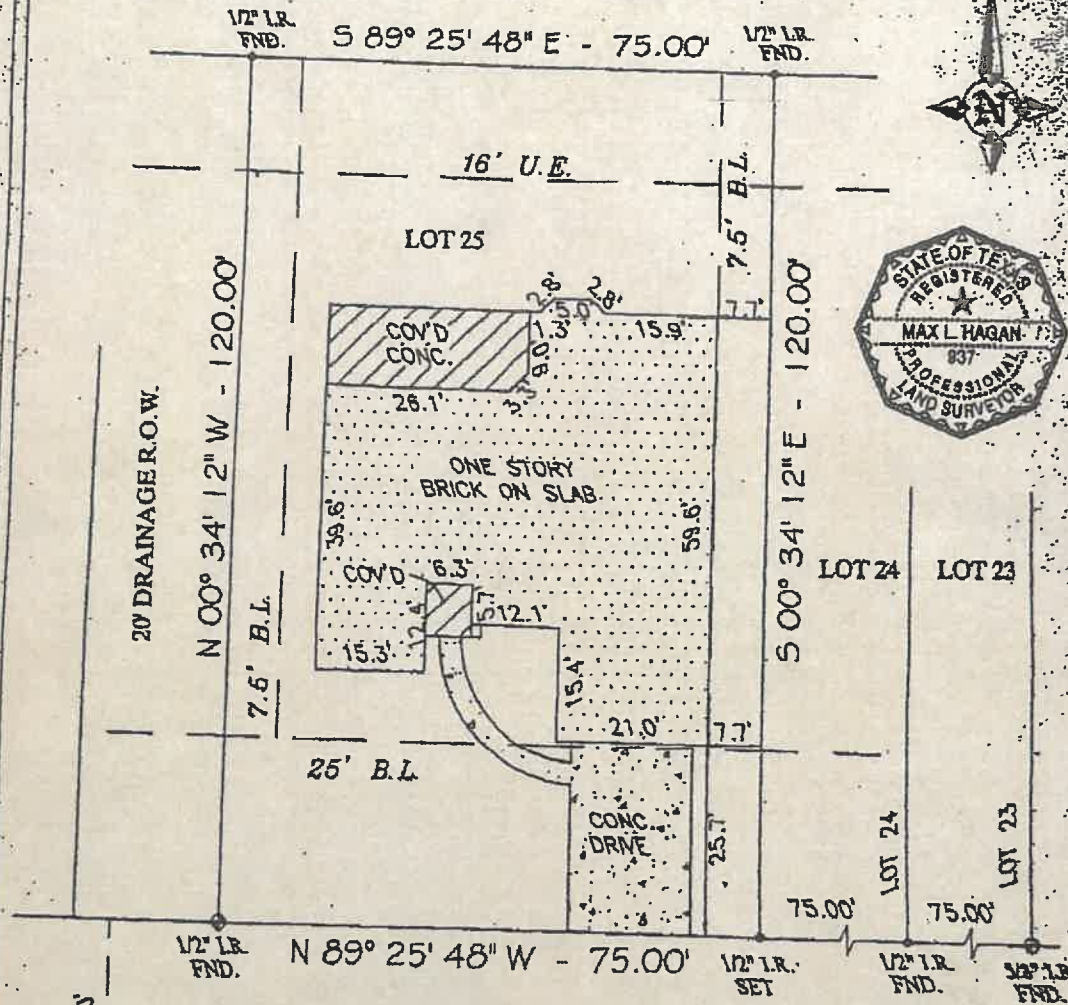 1/2" I.R.
FND.
S 89° 25' 48" E - 75.00'
1/2" I.R.
FND.
N
16' U.E.
7.5' B.L.
LOT 25
STATE OF TEXAS
REGISTERED
MAX L. HAGAN
937
PROFESSIONAL
LAND SURVEYOR
20' DRAINAGE R.O.W.
N 00° 34' 12" W - 120.00'
S 00° 34' 12" E - 120.00'
2.8'
5.0'
2.8'
7.7'
COV'D
CONC.
1.3'
15.9'
8.0'
26.1'
3.3'
ONE STORY
BRICK ON SLAB
39.6'
59.6'
COV'D
6.3'
5.7'
12.4'
12.1'
15.3'
15.4'
LOT 24
LOT 23
7.5' B.L.
21.0'
7.7'
25' B.L.
CONC.
DRIVE
25.7'
LOT 24
LOT 23
75.00'
75.00'
1/2" I.R.
FND.
N 89° 25' 48" W - 75.00'
1/2" I.R.
SET
1/2" I.R.
FND.
FND.